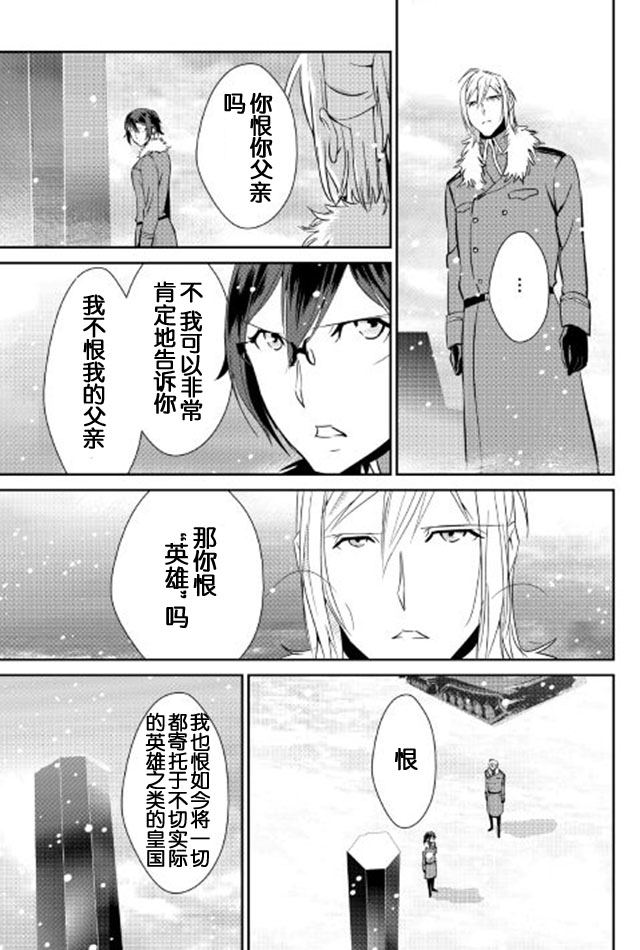 …
你恨你父亲
吗
不 我可以非常
肯定地告诉你
我不恨我的父亲
那你恨
“英雄”吗
恨
我也恨如今将一切
都寄托于不切实际
的英雄之类的皇国